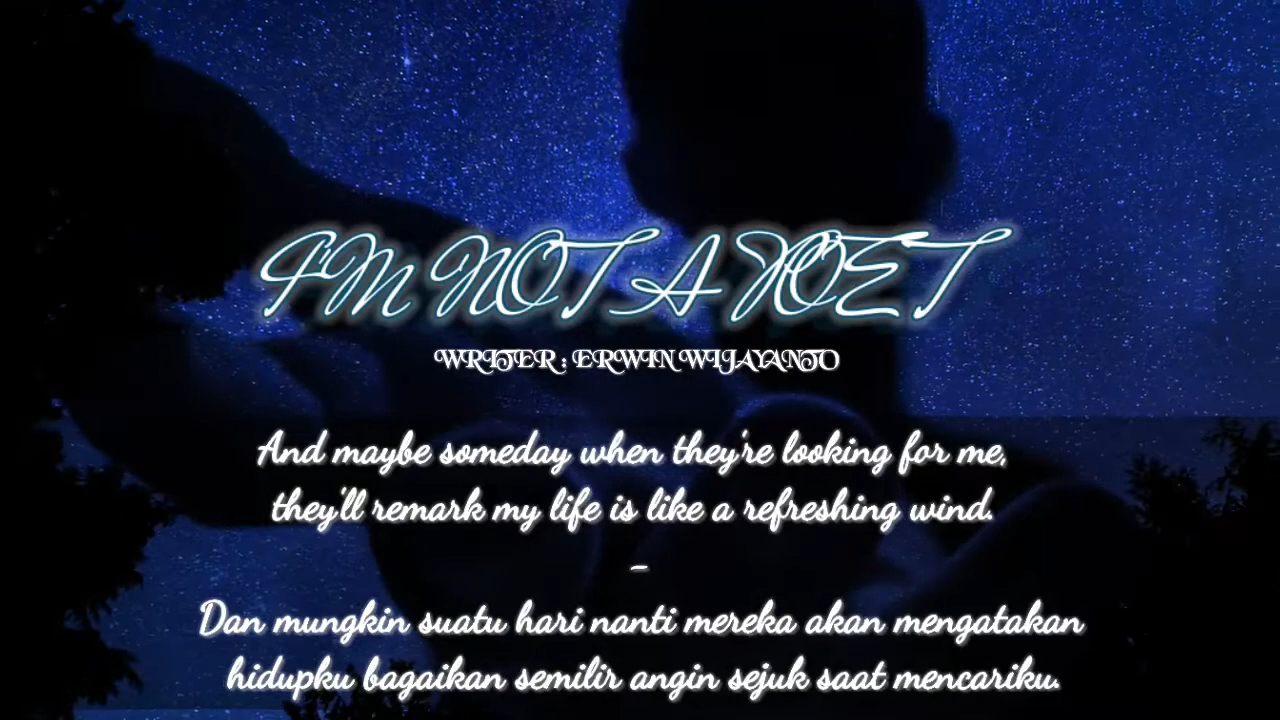 I'M NOT A POET
WRITER : ERWIN WIJAYANTO
And maybe someday when they're looking for me,
they'll remark my life is like a refreshing wind.
-
Dan mungkin suatu hari nanti mereka akan mengatakan
hidupku bagaikan semilir angin sejuk saat mencariku.